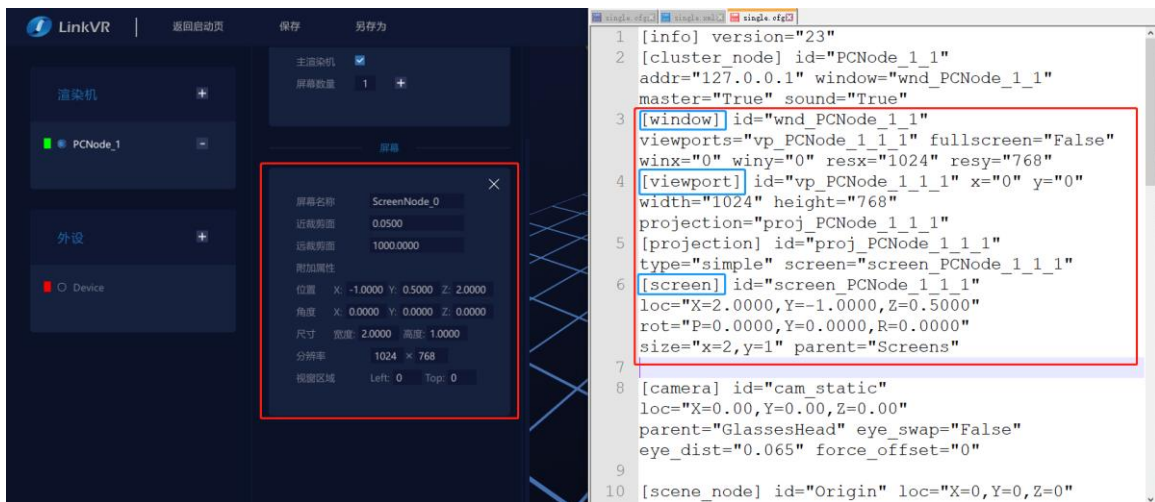 LinkVR
返回启动页
保存
另存为
渲染机
PCNode_1
外设
Device
主渲染机
屏幕数量 1
屏幕
屏幕名称 ScreenNode_0
近裁剪面 0.0500
远裁剪面 1000.0000
附加属性
位置 X: -1.0000 Y: 0.5000 Z: 2.0000
角度 X: 0.0000 Y: 0.0000 Z: 0.0000
尺寸 宽度: 2.0000 高度: 1.0000
分辨率 1024 × 768
视窗区域 Left: 0 Top: 0
single.cfg
1 [info] version="23"
2 [cluster_node] id="PCNode_1_1"
addr="127.0.0.1" window="wnd_PCNode_1_1"
master="True" sound="True"
3 [window] id="wnd_PCNode_1_1"
viewports="vp_PCNode_1_1_1" fullscreen="False"
winx="0" winy="0" resx="1024" resy="768"
4 [viewport] id="vp_PCNode_1_1_1" x="0" y="0"
width="1024" height="768"
projection="proj_PCNode_1_1_1"
5 [projection] id="proj_PCNode_1_1_1"
type="simple" screen="screen_PCNode_1_1_1"
6 [screen] id="screen_PCNode_1_1_1"
loc="X=2.0000,Y=-1.0000,Z=0.5000"
rot="P=0.0000,Y=0.0000,R=0.0000"
size="x=2,y=1" parent="Screens"
7
8 [camera] id="cam_static"
loc="X=0.00,Y=0.00,Z=0.00"
parent="GlassesHead" eye_swap="False"
eye_dist="0.065" force_offset="0"
9
10 [scene_node] id="Origin" loc="X=0,Y=0,Z=0"